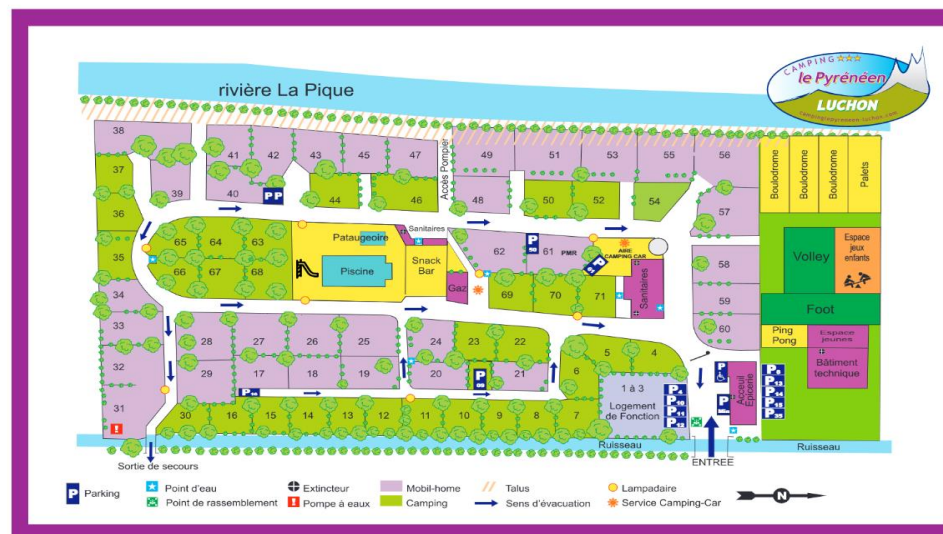 rivière La Pique
CAMPING
le Pyrénéen
LUCHON
campinglepyreneen-luchon.com
38
41
42
43
45
47
Accés Pompier
49
51
53
55
56
37
39
40
P P
44
46
48
50
52
54
57
Boulodrome
Boulodrome
Boulodrome
Palets
36
35
65
64
63
66
67
68
Pataugeoire
Piscine
Sanitaires
Snack
Bar
Gaz
62
61
PMR
P
P
AIRE
CAMPING CAR
Sanitaires
69
70
71
58
59
60
Volley
Espace
jeux
enfants
Foot
Ping
Pong
Espace
jeunes
Bâtiment
technique
34
33
32
31
28
27
26
25
29
17
18
19
24
23
22
20
21
P
30
16
15
14
13
12
11
10
9
8
7
6
5
4
1 à 3
Logement
de Fonction
P
P
Acceuil
Epicerie
Ruisseau
Ruisseau
Sortie de secours
ENTREE
P Parking
Point d'eau
Extincteur
Mobil-home
Talus
Lampadaire
Point de rassemblement
Pompe à eaux
Camping
Sens d'évacuation
Service Camping-Car
N